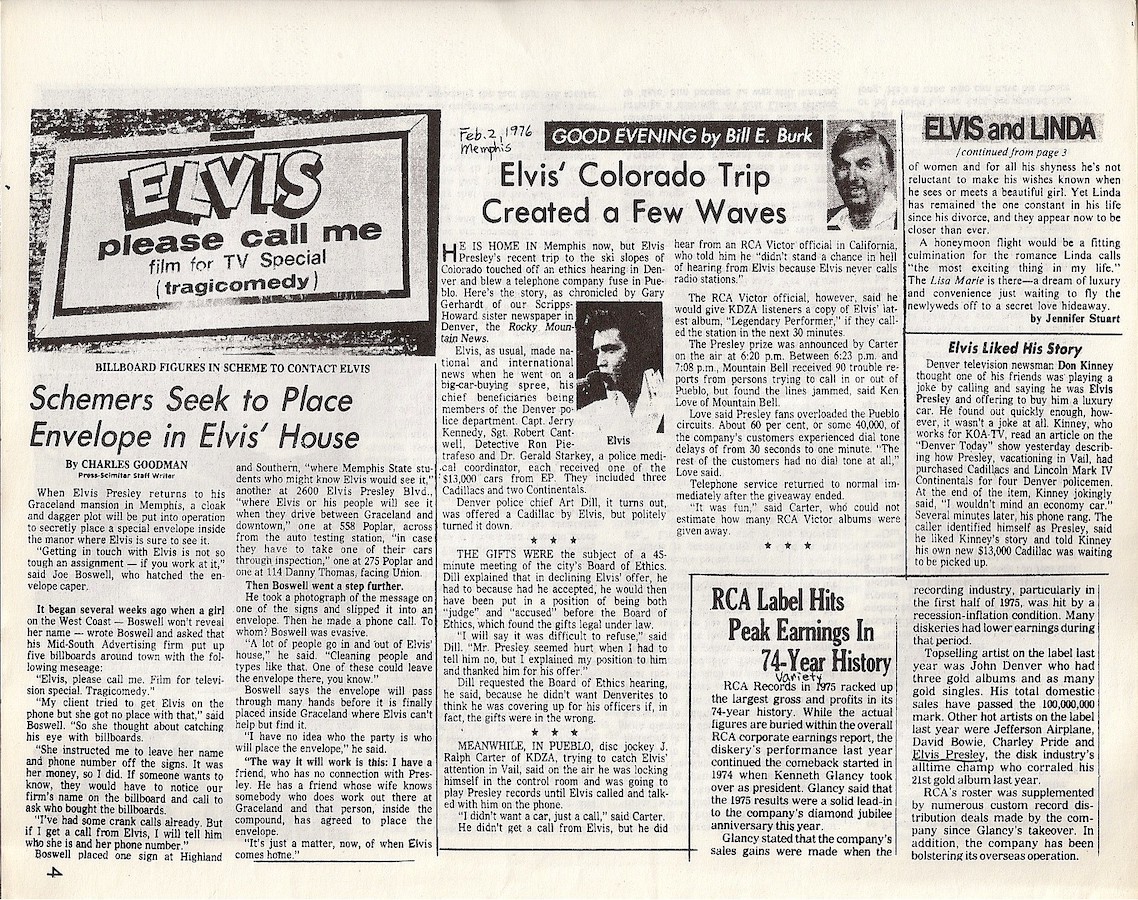 ELVIS
please call me
film for TV Special
(tragicomedy)
BILLBOARD FIGURES IN SCHEME TO CONTACT ELVIS
Schemers Seek to Place
Envelope in Elvis' House
By CHARLES GOODMAN
Press-Scimitar Staff Writer
When Elvis Presley returns to his
Graceland mansion in Memphis, a cloak
and dagger plot will be put into operation
to secretly place a special envelope inside
the manor where Elvis is sure to see it.
"Getting in touch with Elvis is not so
tough an assignment — if you work at it,"
said Joe Boswell, who hatched the en-
velope caper.
It began several weeks ago when a girl
on the West Coast — Boswell won't reveal
her name — wrote Boswell and asked that
his Mid-South Advertising firm put up
five billboards around town with the fol-
lowing meseage:
"Elvis, please call me. Film for televi-
sion special. Tragicomedy."
"My client tried to get Elvis on the
phone but she got no place with that," said
Boswell. "So she thought about catching
his eye with billboards.
"She instructed me to leave her name
and phone number off the signs. It was
her money, so I did. If someone wants to
know, they would have to notice our
firm's name on the billboard and call to
ask who bought the billboards.
"I've had some crank calls already. But
if I get a call from Elvis, I will tell him
who she is and her phone number."
Boswell placed one sign at Highland
and Southern, "where Memphis State stu-
dents who might know Elvis would see it,"
another at 2600 Elvis Presley Blvd.,
"where Elvis or his people will see it
when they drive between Graceland and
downtown," one at 558 Poplar, across
from the auto testing station, "in case
they have to take one of their cars
through inspection," one at 275 Poplar and
one at 114 Danny Thomas, facing Union.
Then Boswell went a step further.
He took a photograph of the message on
one of the signs and slipped it into an
envelope. Then he made a phone call. To
whom? Boswell was evasive.
"A lot of people go in and out of Elvis'
house," he said. "Cleaning people and
types like that. One of these could leave
the envelope there, you know."
Boswell says the envelope will pass
through many hands before it is finally
placed inside Graceland where Elvis can't
help but find it.
"I have no idea who the party is who
will place the envelope," he said.
"The way it will work is this: I have a
friend, who has no connection with Pres-
ley. He has a friend whose wife knows
somebody who does work out there at
Graceland and that person, inside the
compound, has agreed to place the
envelope.
"It's just a matter, now, of when Elvis
comes home."
4
Feb. 2, 1976
Memphis
GOOD EVENING by Bill E. Burk
Elvis' Colorado Trip
Created a Few Waves
HE IS HOME IN Memphis now, but Elvis
Presley's recent trip to the ski slopes of
Colorado touched off an ethics hearing in Den-
ver and blew a telephone company fuse in Pue-
blo. Here's the story, as chronicled by Gary
Gerhardt of our Scripps-
Howard sister newspaper in
Denver, the Rocky Moun-
tain News.
Elvis, as usual, made na-
tional and international
news when he went on a
big-car-buying spree, his
chief beneficiaries being
members of the Denver po-
lice department. Capt. Jerry
Kennedy, Sgt. Robert Cant-
well, Detective Ron Pie-
trafeso and Dr. Gerald Starkey, a police medi-
cal coordinator, each received one of the
$13,000 cars from EP. They included three
Cadillacs and two Continentals.
Denver police chief Art Dill, it turns out,
was offered a Cadillac by Elvis, but politely
turned it down.
* * *
THE GIFTS WERE the subject of a 45-
minute meeting of the city's Board of Ethics.
Dill explained that in declining Elvis' offer, he
had to because had he accepted, he would then
have been put in a position of being both
"judge" and "accused" before the Board of
Ethics, which found the gifts legal under law.
"I will say it was difficult to refuse," said
Dill. "Mr. Presley seemed hurt when I had to
tell him no, but I explained my position to him
and thanked him for his offer."
Dill requested the Board of Ethics hearing,
he said, because he didn't want Denverites to
think he was covering up for his officers if, in
fact, the gifts were in the wrong.
* * *
MEANWHILE, IN PUEBLO, disc jockey J.
Ralph Carter of KDZA, trying to catch Elvis'
attention in Vail, said on the air he was locking
himself in the control room and was going to
play Presley records until Elvis called and talk-
ed with him on the phone.
"I didn't want a car, just a call," said Carter.
He didn't get a call from Elvis, but he did
Elvis
hear from an RCA Victor official in California,
who told him he "didn't stand a chance in hell
of hearing from Elvis because Elvis never calls
radio stations."
The RCA Victor official, however, said he
would give KDZA listeners a copy of Elvis' lat-
est album, "Legendary Performer," if they call-
ed the station in the next 30 minutes.
The Presley prize was announced by Carter
on the air at 6:20 p.m. Between 6:23 p.m. and
7:08 p.m., Mountain Bell received 90 trouble re-
ports from persons trying to call in or out of
Pueblo, but found the lines jammed, said Ken
Love of Mountain Bell.
Love said Presley fans overloaded the Pueblo
circuits. About 60 per cent, or some 40,000, of
the company's customers experienced dial tone
delays of from 30 seconds to one minute. "The
rest of the customers had no dial tone at all,"
Love said.
Telephone service returned to normal im-
mediately after the giveaway ended.
"It was fun," said Carter, who could not
estimate how many RCA Victor albums were
given away.
* * *
ELVIS and LINDA
/continued from page 3
of women and for all his shyness he's not
reluctant to make his wishes known when
he sees or meets a beautiful girl. Yet Linda
has remained the one constant in his life
since his divorce, and they appear now to be
closer than ever.
A honeymoon flight would be a fitting
culmination for the romance Linda calls
"the most exciting thing in my life."
The Lisa Marie is there—a dream of luxury
and convenience just waiting to fly the
newlyweds off to a secret love hideaway.
by Jennifer Stuart
Elvis Liked His Story
Denver television newsman Don Kinney
thought one of his friends was playing a
joke by calling and saying he was Elvis
Presley and offering to buy him a luxury
car. He found out quickly enough, how-
ever, it wasn't a joke at all. Kinney, who
works for KOA-TV, read an article on the
"Denver Today" show yesterday describ-
ing how Presley, vacationing in Vail, had
purchased Cadillacs and Lincoln Mark IV
Continentals for four Denver policemen.
At the end of the item, Kinney jokingly
said, "I wouldn't mind an economy car."
Several minutes later, his phone rang. The
caller identified himself as Presley, said
he liked Kinney's story and told Kinney
his own new $13,000 Cadillac was waiting
to be picked up.
RCA Label Hits
Peak Earnings In
74-Year History
Variety
RCA Records in 1975 racked up
the largest gross and profits in its
74-year history. While the actual
figures are buried within the overall
RCA corporate earnings report, the
diskery's performance last year
continued the comeback started in
1974 when Kenneth Glancy took
over as president. Glancy said that
the 1975 results were a solid lead-in
to the company's diamond jubilee
anniversary this year.
Glancy stated that the company's
sales gains were made when the
recording industry, particularly in
the first half of 1975, was hit by a
recession-inflation condition. Many
diskeries had lower earnings during
that period.
Topselling artist on the label last
year was John Denver who had
three gold albums and as many
gold singles. His total domestic
sales have passed the 100,000,000
mark. Other hot artists on the label
last year were Jefferson Airplane,
David Bowie, Charley Pride and
Elvis Presley, the disk industry's
alltime champ who corraled his
21st gold album last year.
RCA's roster was supplemented
by numerous custom record dis-
tribution deals made by the com-
pany since Glancy's takeover. In
addition, the company has been
bolstering its overseas operation.